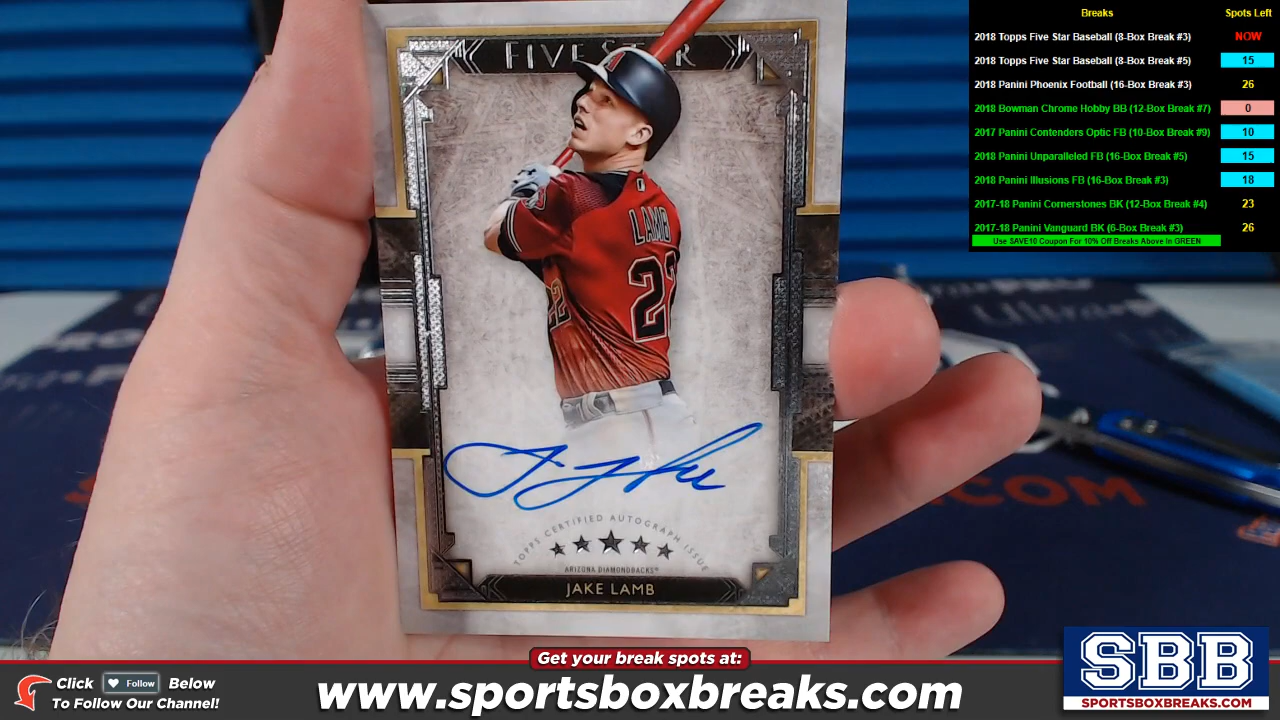 FIVE STAR
LAMB
22
22
TOPPS CERTIFIED AUTOGRAPH ISSUE
ARIZONA DIAMONDBACKS®
JAKE LAMB
Breaks Spots Left
2018 Topps Five Star Baseball (8-Box Break #3) NOW
2018 Topps Five Star Baseball (8-Box Break #5) 15
2018 Panini Phoenix Football (16-Box Break #3) 26
2018 Bowman Chrome Hobby BB (12-Box Break #7) 0
2017 Panini Contenders Optic FB (10-Box Break #9) 10
2018 Panini Unparalleled FB (16-Box Break #5) 15
2018 Panini Illusions FB (16-Box Break #3) 18
2017-18 Panini Cornerstones BK (12-Box Break #4) 23
2017-18 Panini Vanguard BK (6-Box Break #3) 26
Use SAVE10 Coupon For 10% Off Breaks Above In GREEN
.COM
Get your break spots at:
Click Follow Below
To Follow Our Channel!
www.sportsboxbreaks.com
SBB
SPORTSBOXBREAKS.COM